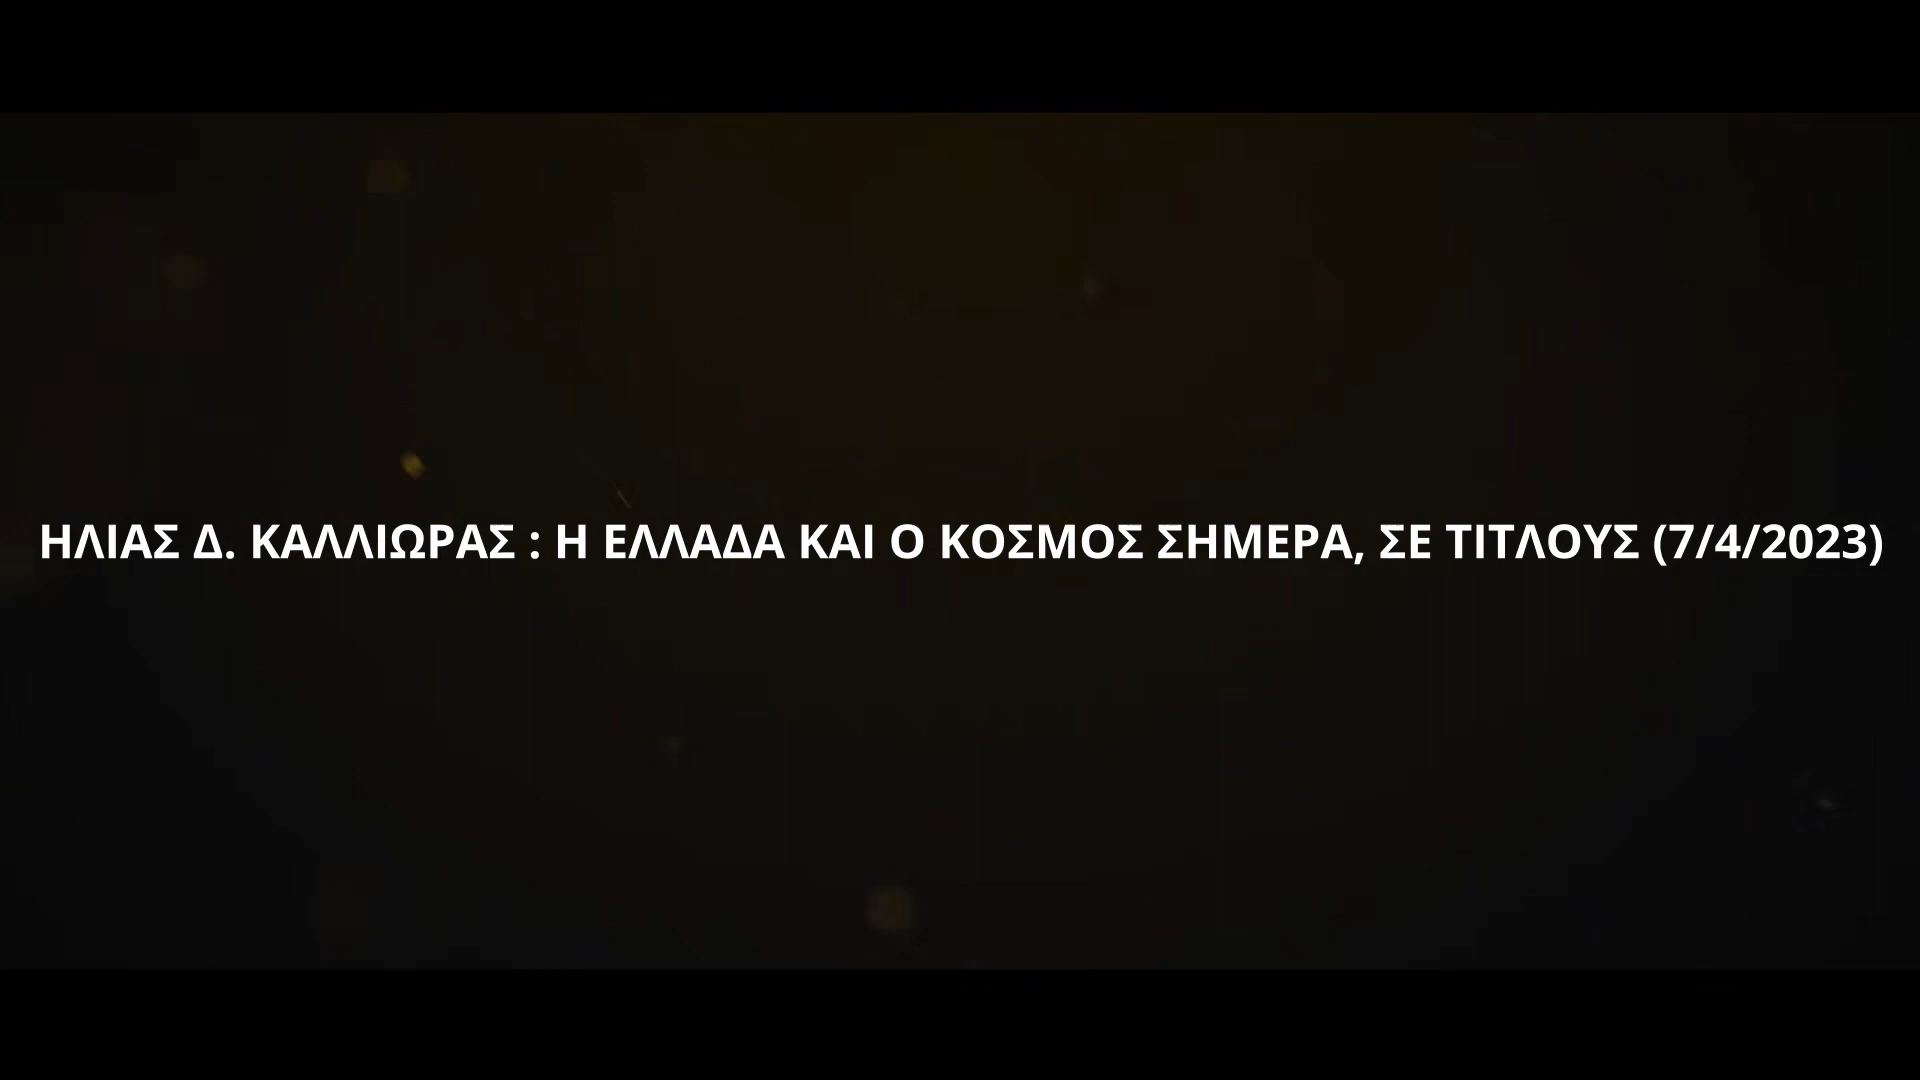 ΗΛΙΑΣ Δ. ΚΑΛΛΙΩΡΑΣ : Η ΕΛΛΑΔΑ ΚΑΙ Ο ΚΟΣΜΟΣ ΣΗΜΕΡΑ, ΣΕ ΤΙΤΛΟΥΣ (7/4/2023)